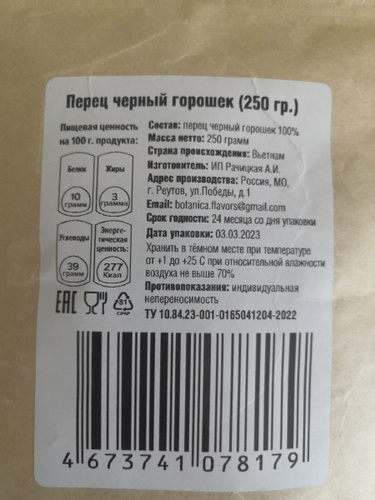 Перец черный горошек (250 гр.)
Пищевая ценность
на 100 г. продукта:
Белки
10
грамм
Жиры
3
грамма
Углеводы
39
грамм
Энерге-
тическая
ценность:
277
Ккал
Состав: перец черный горошек 100%
Масса нетто: 250 грамм
Страна происхождения: Вьетнам
Изготовитель: ИП Рачицкая А.И.
Адрес производства: Россия, МО,
г. Реутов, ул.Победы, д.1
Email: botanica.flavors@gmail.com
Срок годности: 24 месяца со дня упаковки
Дата упаковки: 03.03.2023
Хранить в тёмном месте при температуре
от +1 до +25 С при относительной влажности
воздуха не выше 70%
Противопоказания: индивидуальная
непереносимость
ТУ 10.84.23-001-0165041204-2022
EAC
81
C/PAP
4 673741 078179